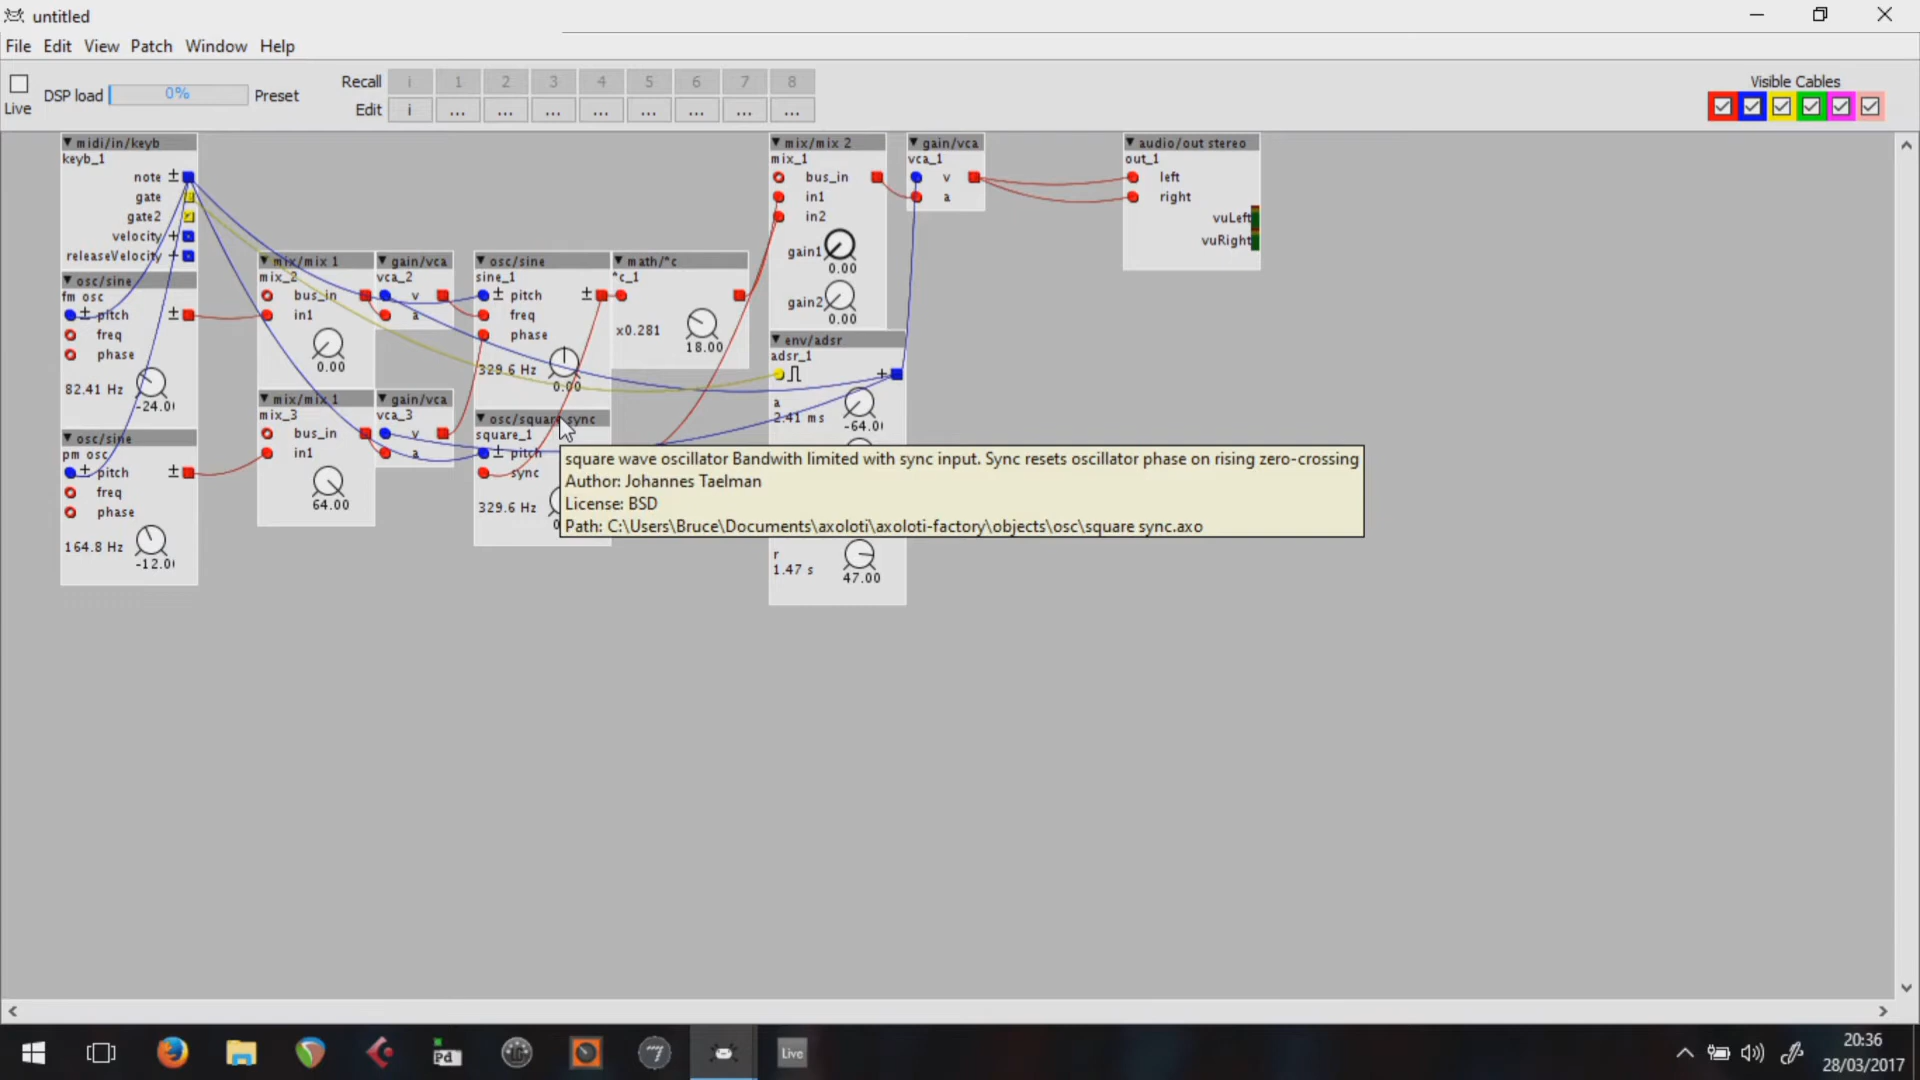 untitled
File Edit View Patch Window Help
Live
DSP load 0% Preset
Recall i 1 2 3 4 5 6 7 8
Edit i ... ... ... ... ... ... ... ...
Visible Cables
midi/in/keyb
keyb_1
note ±
gate
gate2
velocity +
releaseVelocity +
osc/sine
fm osc
± pitch ±
freq
phase
82.41 Hz
-24.0
osc/sine
pm osc
± pitch ±
freq
phase
164.8 Hz
-12.0
mix/mix 1
mix_2
bus_in
in1
0.00
mix/mix 1
mix_3
bus_in
in1
64.00
gain/vca
vca_2
v
a
gain/vca
vca_3
v
a
osc/sine
sine_1
± pitch ±
freq
phase
329.6 Hz
0.00
osc/square sync
square_1
± pitch
sync
329.6 Hz
math/^c
^c_1
x0.281
18.00
mix/mix 2
mix_1
bus_in
in1
in2
gain1
0.00
gain2
0.00
env/adsr
adsr_1
+
a
2.41 ms
-64.0
r
1.47 s
47.00
gain/vca
vca_1
v
a
audio/out stereo
out_1
left
right
vuLeft
vuRight
square wave oscillator Bandwith limited with sync input. Sync resets oscillator phase on rising zero-crossing
Author: Johannes Taelman
License: BSD
Path: C:\Users\Bruce\Documents\axoloti\axoloti-factory\objects\osc\square sync.axo
Pd
Live
20:36
28/03/2017